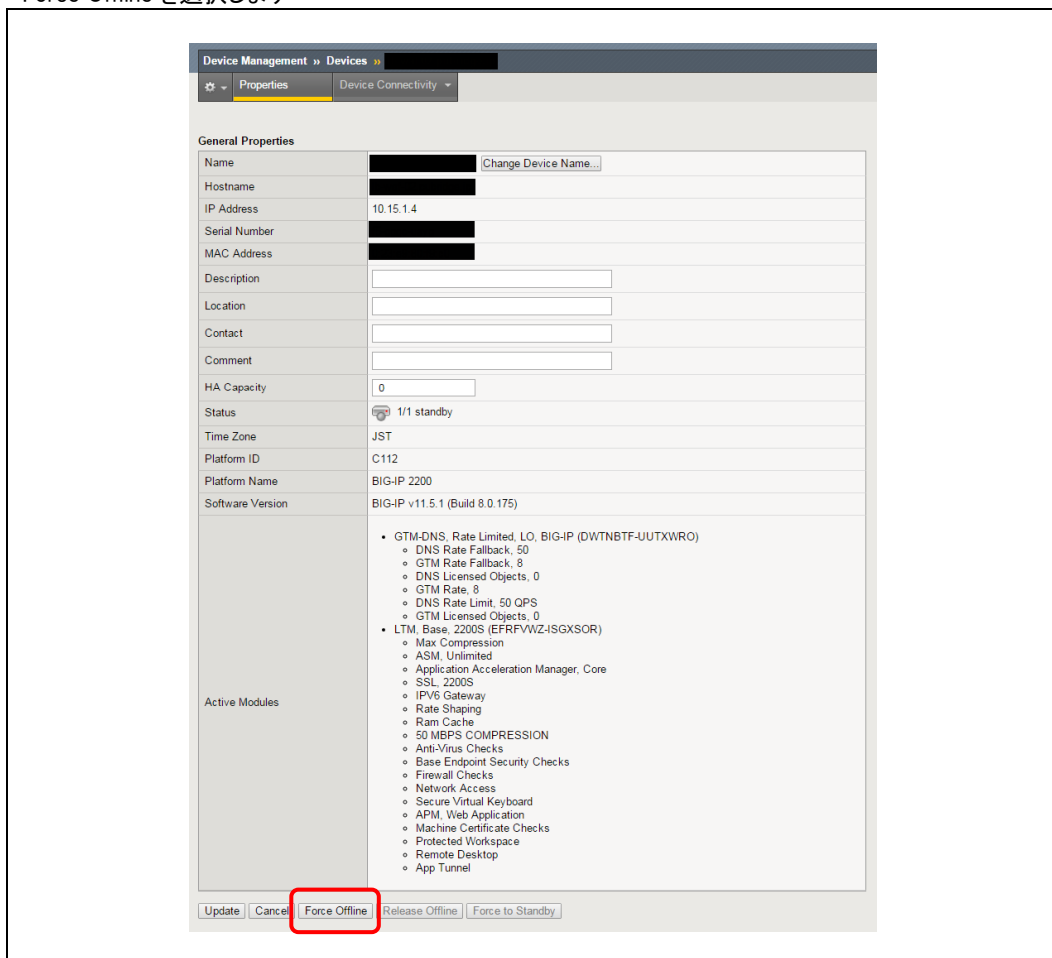 Force Offline を選択します
Device Management » Devices »
Properties
Device Connectivity
General Properties
Name
Change Device Name...
Hostname
IP Address 10.15.1.4
Serial Number
MAC Address
Description
Location
Contact
Comment
HA Capacity 0
Status 1/1 standby
Time Zone JST
Platform ID C112
Platform Name BIG-IP 2200
Software Version BIG-IP v11.5.1 (Build 8.0.175)
Active Modules
• GTM-DNS, Rate Limited, LO, BIG-IP (DWTNBTF-UUTXWRO)
DNS Rate Fallback, 50
GTM Rate Fallback, 8
DNS Licensed Objects, 0
GTM Rate, 8
DNS Rate Limit, 50 QPS
GTM Licensed Objects, 0
• LTM, Base, 2200S (EFRFVWZ-ISGXSOR)
Max Compression
ASM, Unlimited
Application Acceleration Manager, Core
SSL, 2200S
IPV6 Gateway
Rate Shaping
Ram Cache
50 MBPS COMPRESSION
Anti-Virus Checks
Base Endpoint Security Checks
Firewall Checks
Network Access
Secure Virtual Keyboard
APM, Web Application
Machine Certificate Checks
Protected Workspace
Remote Desktop
App Tunnel
Update Cancel Force Offline Release Offline Force to Standby